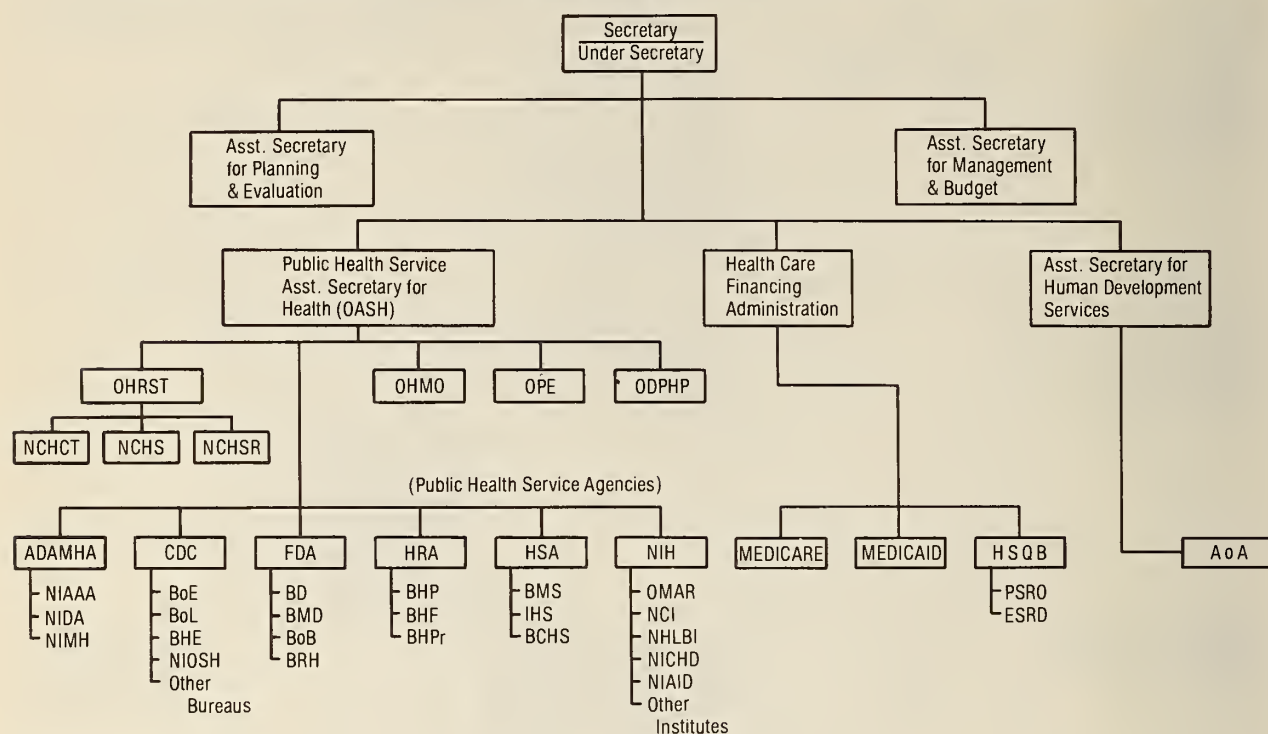 Secretary
Under Secretary
Asst. Secretary
for Planning
& Evaluation
Asst. Secretary
for Management
& Budget
Public Health Service
Asst. Secretary for
Health (OASH)
Health Care
Financing
Administration
Asst. Secretary for
Human Development
Services
OHRST
OHMO
OPE
ODPHP
NCHCT
NCHS
NCHSR
(Public Health Service Agencies)
ADAMHA
NIAAA
NIDA
NIMH
CDC
BoE
BoL
BHE
NIOSH
Other
Bureaus
FDA
BD
BMD
BoB
BRH
HRA
BHP
BHF
BHPr
HSA
BMS
IHS
BCHS
NIH
OMAR
NCI
NHLBI
NICHD
NIAID
Other
Institutes
MEDICARE
MEDICAID
HSQB
PSRO
ESRD
AoA